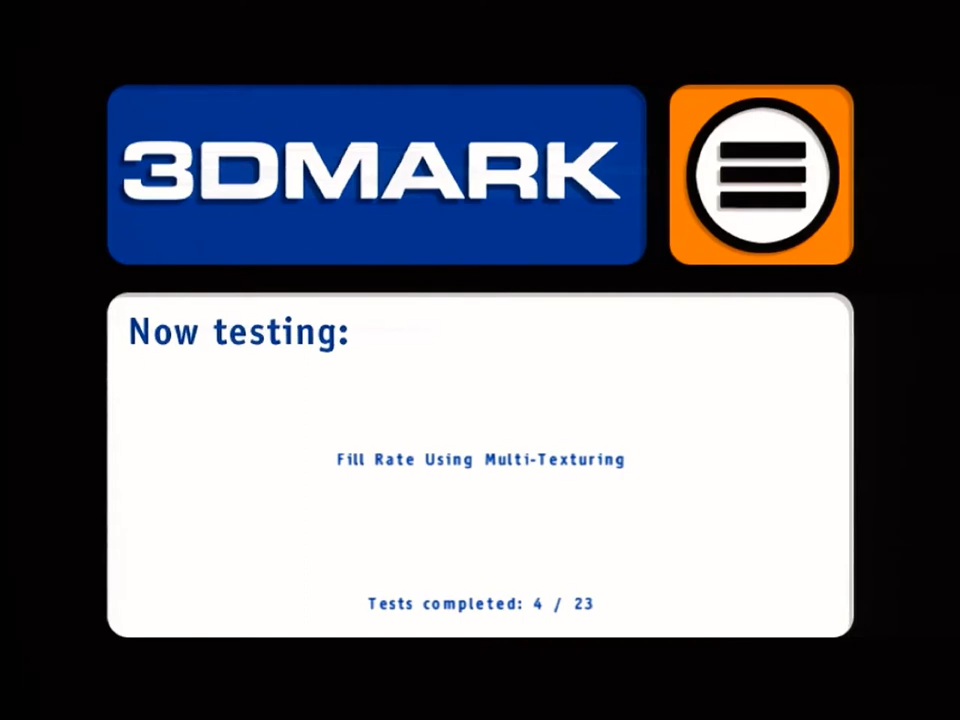 3DMARK
Now testing:
Fill Rate Using Multi-Texturing
Tests completed: 4 / 23